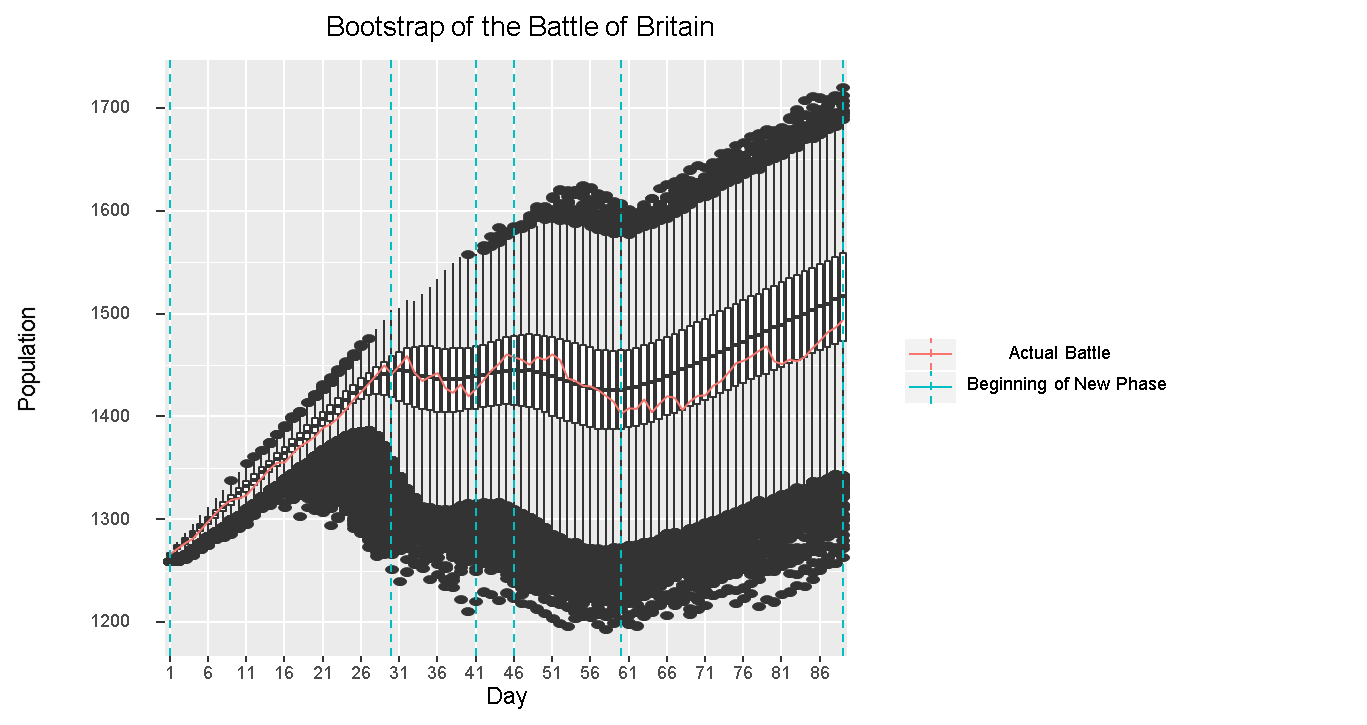 Bootstrap of the Battle of Britain
Population
1700
1600
1500
1400
1300
1200
1 6 11 16 21 26 31 36 41 46 51 56 61 66 71 76 81 86
Day
Actual Battle
Beginning of New Phase